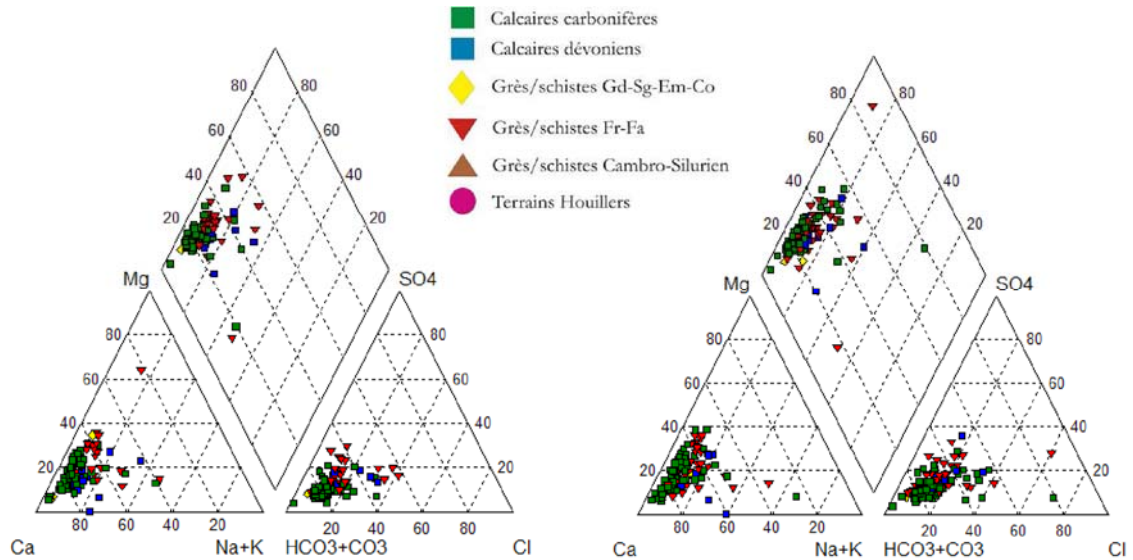 Calcaires carbonifères
Calcaires dévoniens
Grès/schistes Gd-Sg-Em-Co
Grès/schistes Fr-Fa
Grès/schistes Cambro-Silurien
Terrains Houillers
80 80
60 60
40 40
20 20
Mg SO4
80 80
60 60
40 40
20 20
80 60 40 20 20 40 60 80
Ca Na+K HCO3+CO3 Cl
80 80
60 60
40 40
20 20
Mg SO4
80 80
60 60
40 40
20 20
80 60 40 20 20 40 60 80
Ca Na+K HCO3+CO3 Cl